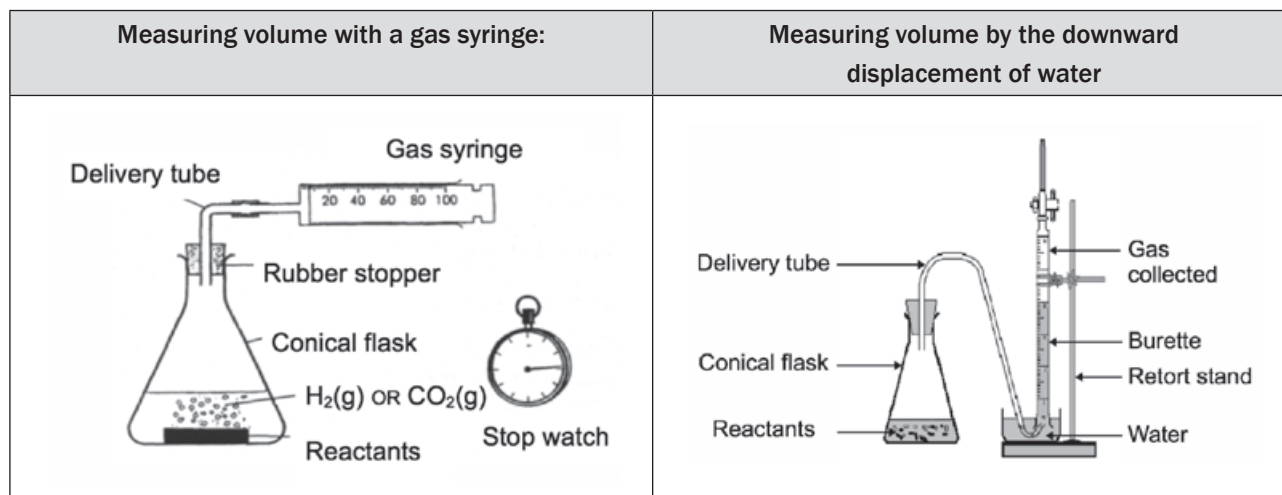 Measuring volume with a gas syringe:
Measuring volume by the downward
displacement of water
Gas syringe
Delivery tube
20 40 60 80 100
Rubber stopper
Conical flask
H₂(g) OR CO₂(g)
Stop watch
Reactants
Delivery tube
Gas
collected
Conical flask
Burette
Retort stand
Reactants
Water